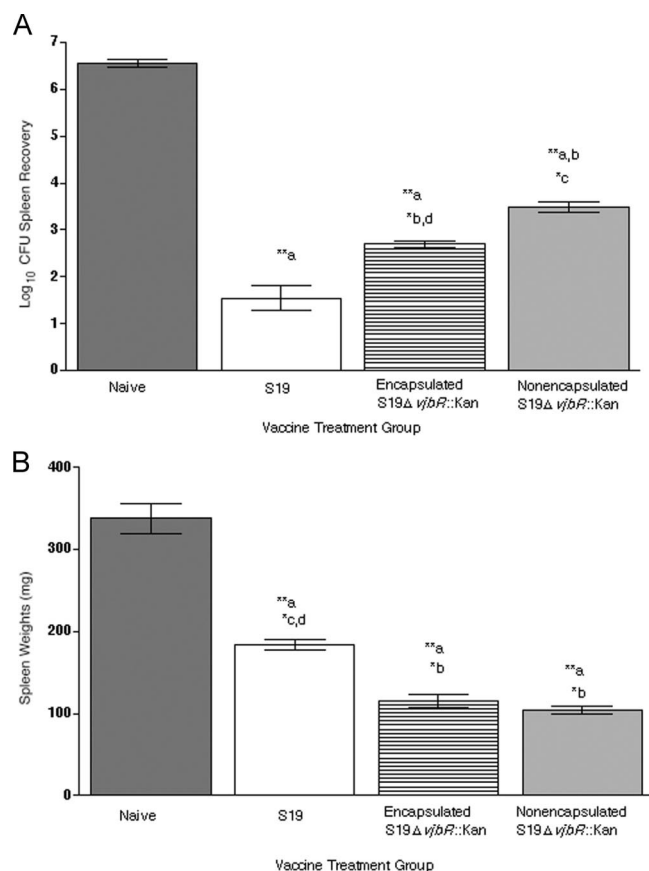 A
7
6
5
4
3
2
1
0
Log10 CFU Spleen Recovery
**a
**a
*b,d
**a,b
*c
Naive
S19
Encapsulated
S19Δ vjbR::Kan
Nonencapsulated
S19Δ vjbR::Kan
Vaccine Treatment Group
B
400
300
200
100
0
Spleen Weights (mg)
**a
*c,d
**a
*b
**a
*b
Naive
S19
Encapsulated
S19Δ vjbR::Kan
Nonencapsulated
S19Δ vjbR::Kan
Vaccine Treatment Group